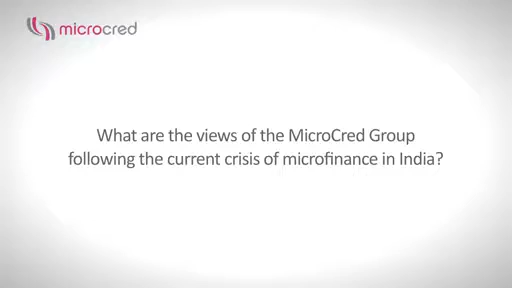 microcred
What are the views of the MicroCred Group
following the current crisis of microfinance in India?